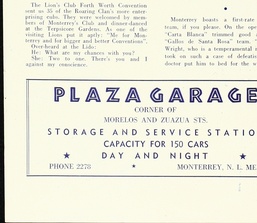 The Lion's Club Forth Worth Convention
sent us 35 of the Roaring Clan's more enter-
prising cubs. They were welcomed by mem-
bers of Monterrey's Club and dinner-danced
at the Terpsicore Gardens. As one of the
visting Lions put it aptly: "Me for Mon-
terrey and for bigger and better Conventions".
Over-heard at the Lido:
He: What are my chances with you?
She: Two to one. There's you and I
against my conscience.
Monterrey boasts a first-rate
team, if you please. On the
"Carta Blanca" trimmed good
"Gallos de Santa Rosa" team.
Wright, who is a temperamental
took on such a case of
doctor put him to bed for the
PLAZA GARAGE
CORNER OF
MORELOS AND ZUAZUA STS.
STORAGE AND SERVICE STATIO
CAPACITY FOR 150 CARS
★ DAY AND NIGHT ★
PHONE 2278 ★ MONTERREY, N. L. ME